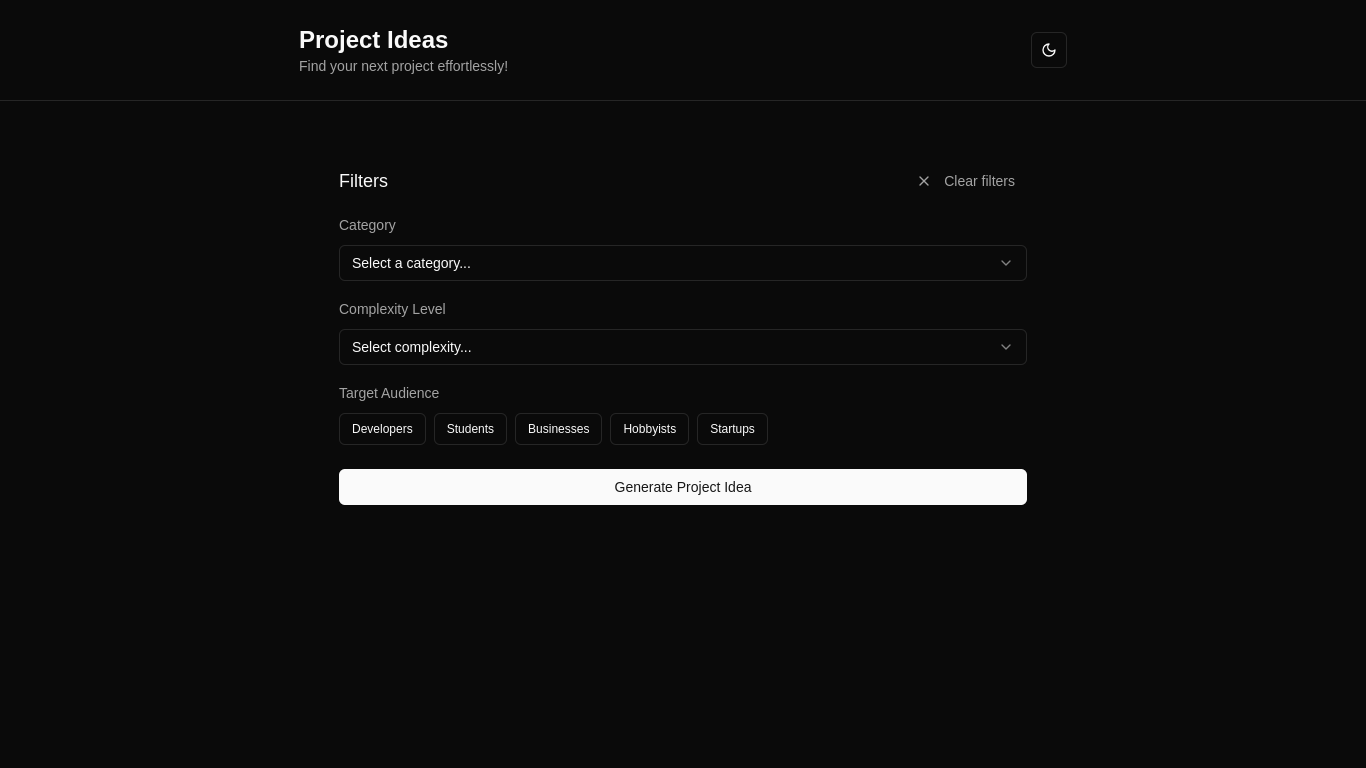 Project Ideas
Find your next project effortlessly!
Filters
Clear filters
Category
Select a category...
Complexity Level
Select complexity...
Target Audience
Developers Students Businesses Hobbyists Startups
Generate Project Idea